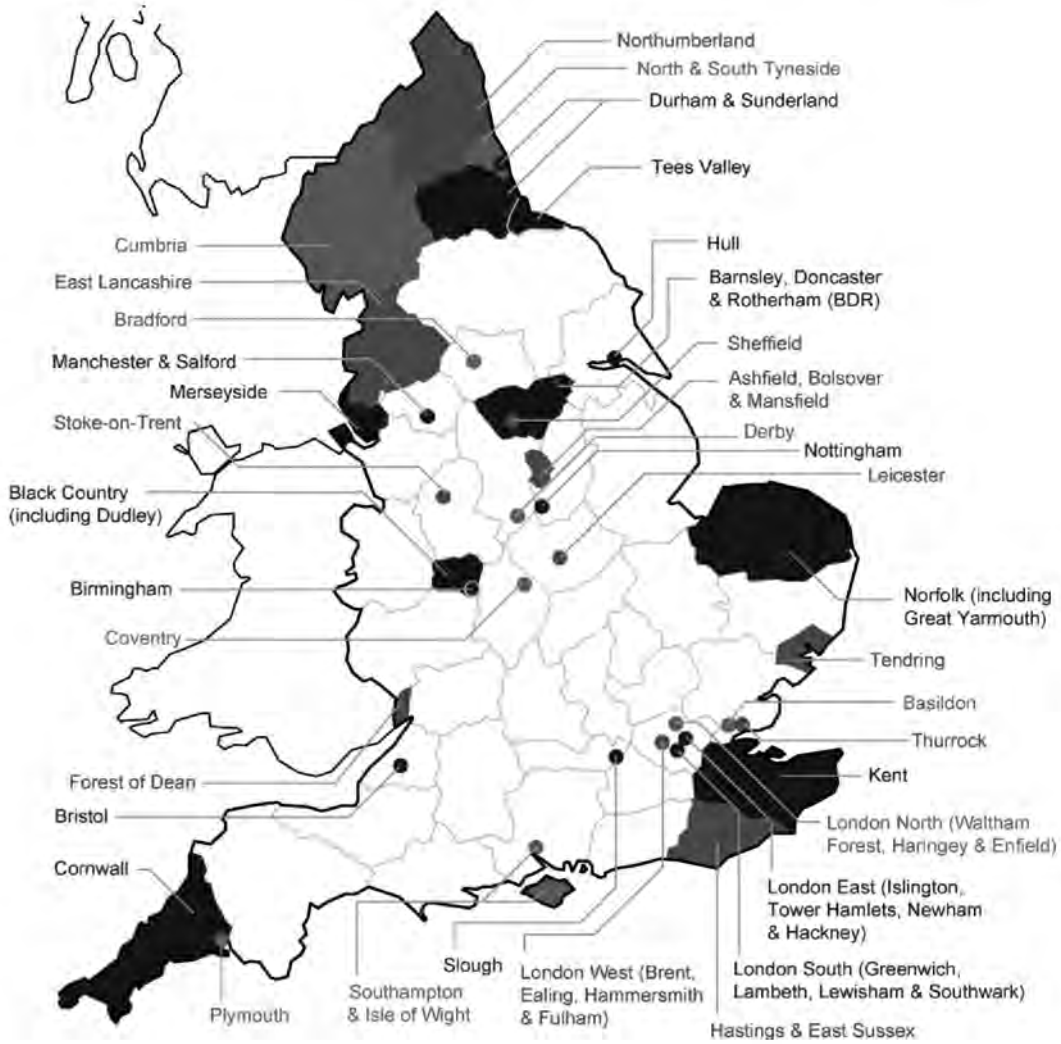 Northumberland
North & South Tyneside
Durham & Sunderland
Tees Valley
Hull
Barnsley, Doncaster
& Rotherham (BDR)
Sheffield
Ashfield, Bolsover
& Mansfield
Derby
Nottingham
Leicester
Norfolk (including
Great Yarmouth)
Tendring
Basildon
Thurrock
Kent
London North (Waltham
Forest, Haringey & Enfield)
London East (Islington,
Tower Hamlets, Newham
& Hackney)
London South (Greenwich,
Lambeth, Lewisham & Southwark)
Hastings & East Sussex
Cumbria
East Lancashire
Bradford
Manchester & Salford
Merseyside
Stoke-on-Trent
Black Country
(including Dudley)
Birmingham
Coventry
Forest of Dean
Bristol
Cornwall
Plymouth
Southampton
& Isle of Wight
Slough
London West (Brent,
Ealing, Hammersmith
& Fulham)